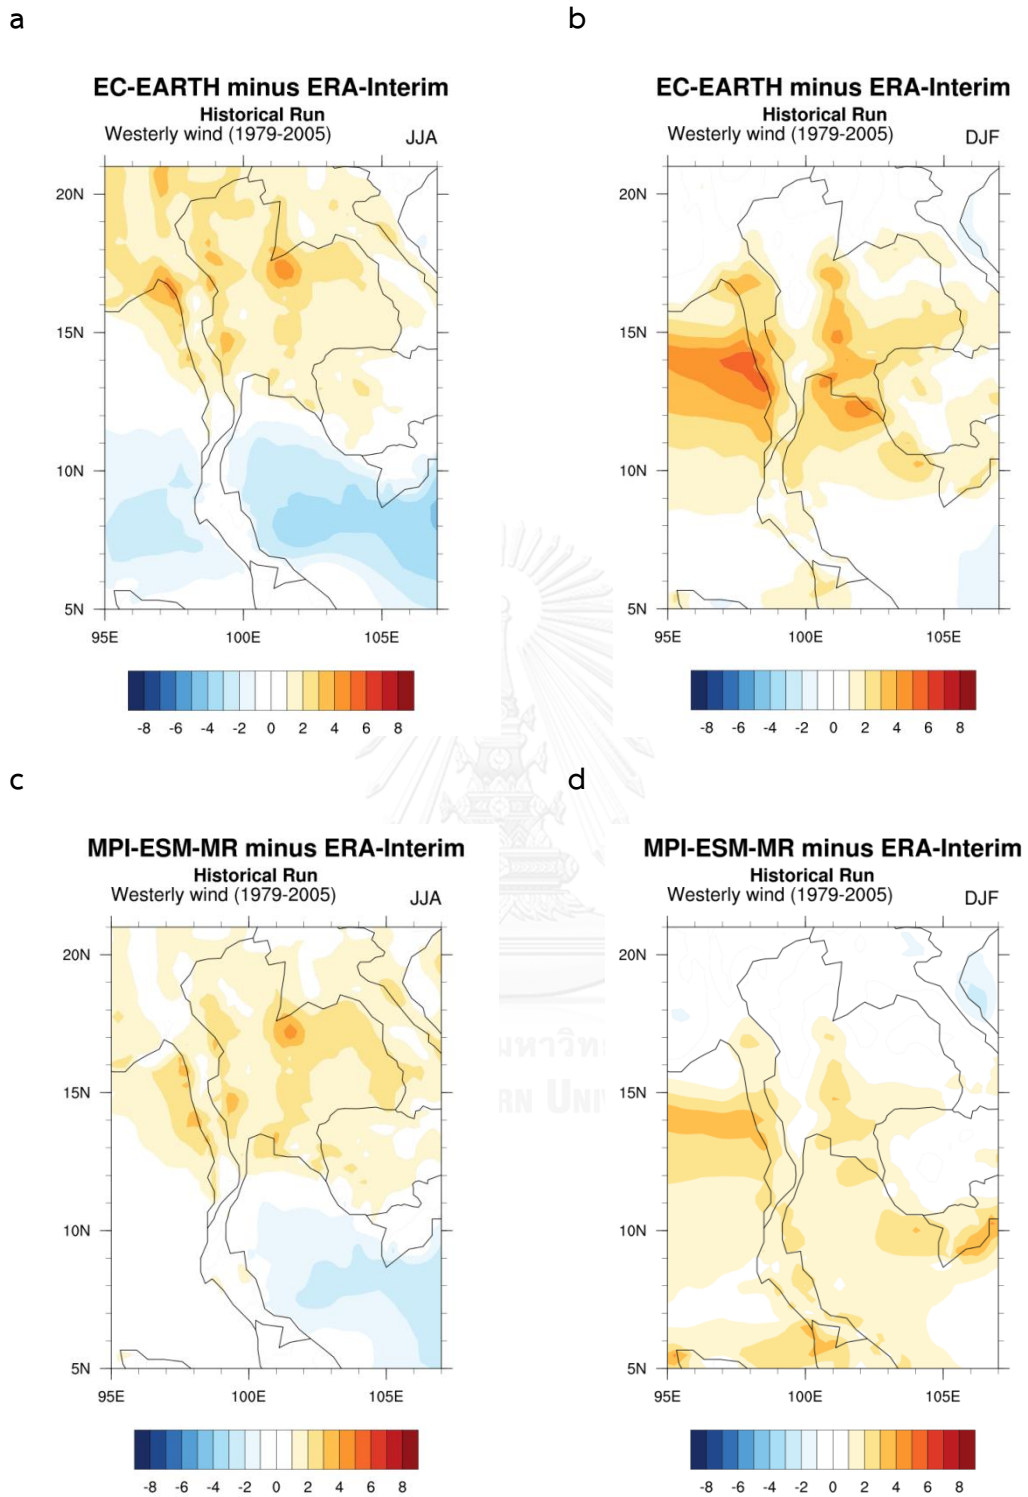 a
EC-EARTH minus ERA-Interim
Historical Run
Westerly wind (1979-2005) JJA
20N
15N
10N
5N
95E 100E 105E
-8 -6 -4 -2 0 2 4 6 8
b
EC-EARTH minus ERA-Interim
Historical Run
Westerly wind (1979-2005) DJF
20N
15N
10N
5N
95E 100E 105E
-8 -6 -4 -2 0 2 4 6 8
c
MPI-ESM-MR minus ERA-Interim
Historical Run
Westerly wind (1979-2005) JJA
20N
15N
10N
5N
95E 100E 105E
-8 -6 -4 -2 0 2 4 6 8
d
MPI-ESM-MR minus ERA-Interim
Historical Run
Westerly wind (1979-2005) DJF
20N
15N
10N
5N
95E 100E 105E
-8 -6 -4 -2 0 2 4 6 8